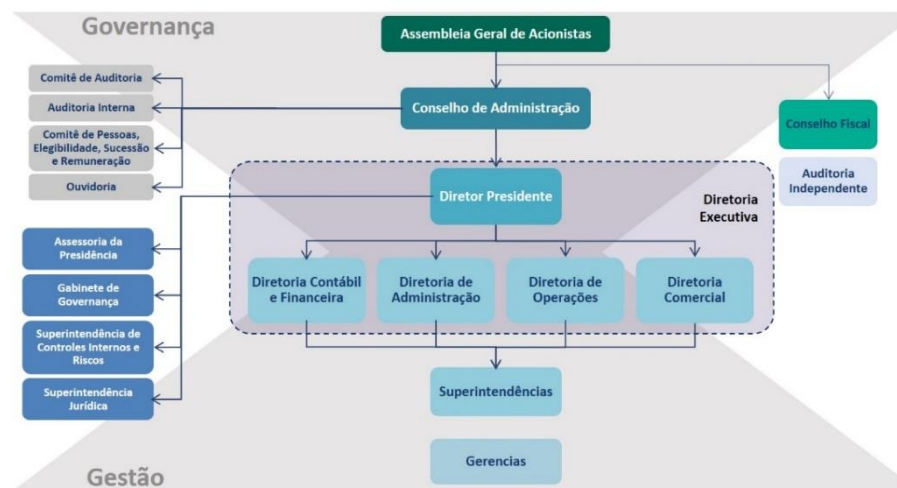 Governança
Assembleia Geral de Acionistas
Comitê de Auditoria
Auditoria Interna
Comitê de Pessoas,
Elegibilidade, Sucessão
e Remuneração
Ouvidoria
Conselho de Administração
Conselho Fiscal
Auditoria
Independente
Diretor Presidente
Diretoria
Executiva
Assessoria da
Presidência
Gabinete de
Governança
Superintendência de
Controles Internos e
Riscos
Superintendência
Jurídica
Diretoria Contábil
e Financeira
Diretoria de
Administração
Diretoria de
Operações
Diretoria
Comercial
Superintendências
Gerencias
Gestão